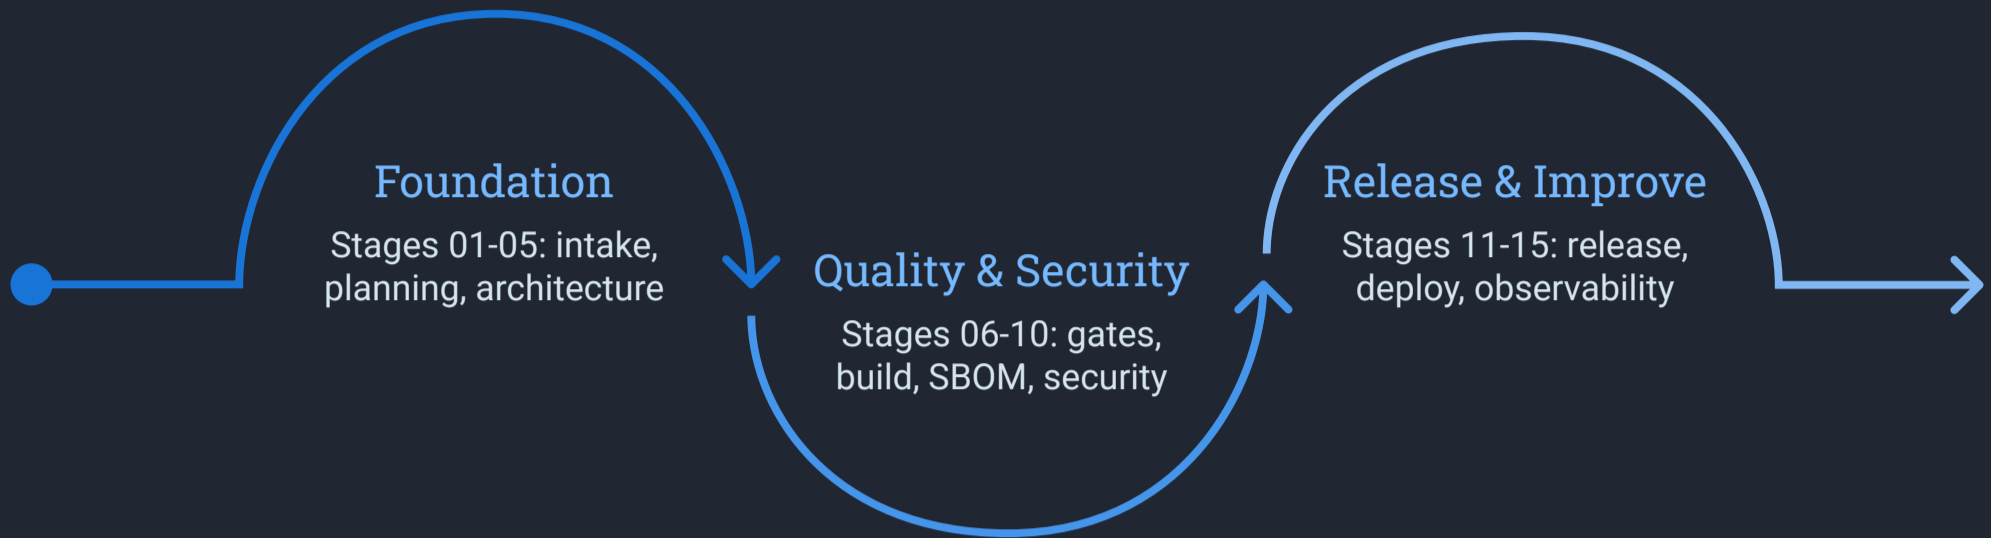 Foundation
Stages 01-05: intake,
planning, architecture
Quality & Security
Stages 06-10: gates,
build, SBOM, security
Release & Improve
Stages 11-15: release,
deploy, observability